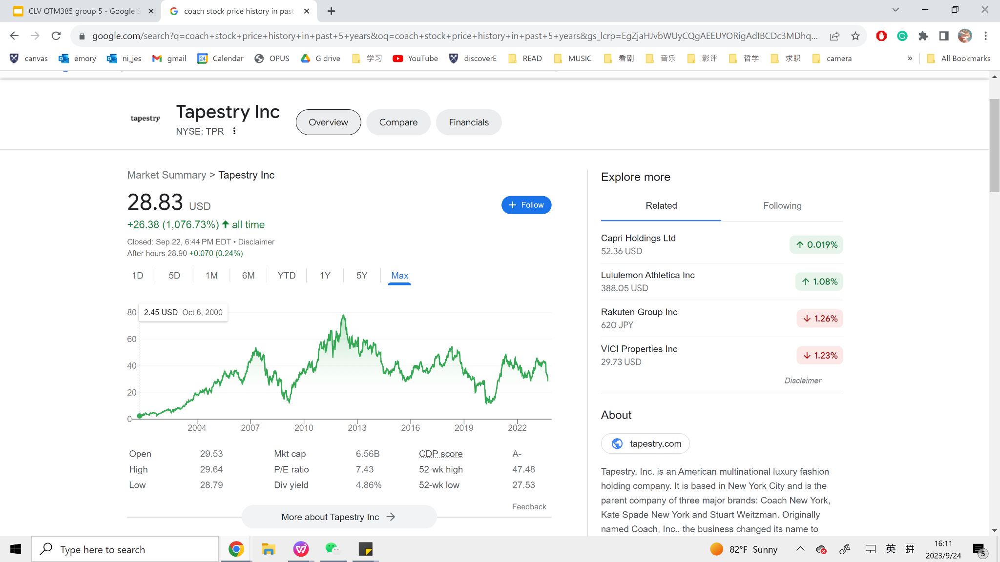 CLV QTM385 group 5 - Google S
coach stock price history in past
google.com/search?q=coach+stock+price+history+in+past+5+years&oq=coach+stock+price+history+in+past+5+years&gs_lcrp=EgZjaHJvbWUyCQgAEEUYORigAdIBCDc3MDhq...
canvas emory ni_jes gmail 24 Calendar OPUS G drive 学习 YouTube discoverE READ MUSIC 看剧 音乐 影评 哲学 求职 camera » All Bookmarks
tapestry
Tapestry Inc
NYSE: TPR
Overview Compare Financials
Market Summary > Tapestry Inc
28.83 USD
+ Follow
+26.38 (1,076.73%) ↑ all time
Closed: Sep 22, 6:44 PM EDT • Disclaimer
After hours 28.90 +0.070 (0.24%)
1D 5D 1M 6M YTD 1Y 5Y Max
80
2.45 USD Oct 6, 2000
60
40
20
0
2004 2007 2010 2013 2016 2019 2022
Open 29.53 Mkt cap 6.56B CDP score A-
High 29.64 P/E ratio 7.43 52-wk high 47.48
Low 28.79 Div yield 4.86% 52-wk low 27.53
Feedback
More about Tapestry Inc →
Explore more
Related Following
Capri Holdings Ltd
52.36 USD
↑ 0.019%
Lululemon Athletica Inc
388.05 USD
↑ 1.08%
Rakuten Group Inc
620 JPY
↓ 1.26%
VICI Properties Inc
29.73 USD
↓ 1.23%
Disclaimer
About
tapestry.com
Tapestry, Inc. is an American multinational luxury fashion
holding company. It is based in New York City and is the
parent company of three major brands: Coach New York,
Kate Spade New York and Stuart Weitzman. Originally
named Coach, Inc., the business changed its name to
Type here to search
82°F Sunny
英 拼
16:11
2023/9/24
5